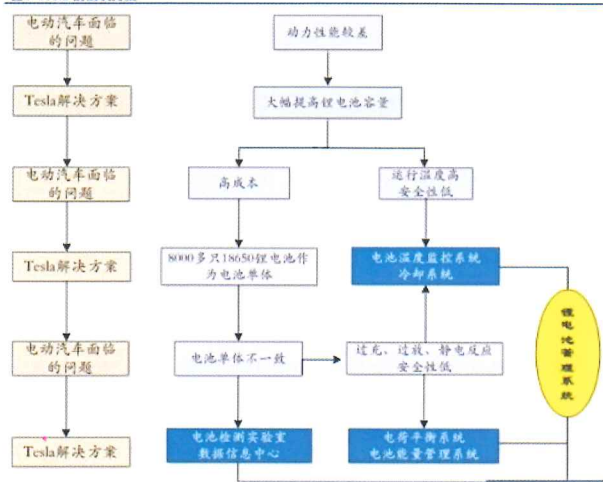 电动汽车面临
的问题
动力性能较差
Tesla解决方案
大幅提高锂电池容量
电动汽车面临
的问题
高成本
运行温度高
安全性低
Tesla解决方案
8000多只18650锂电池作
为电池单体
电池温度监控系统
冷却系统
锂电池管理系统
电动汽车面临
的问题
电池单体不一致
过充、过放、静电反应
安全性低
Tesla解决方案
电池检测实验室
数据信息中心
电荷平衡系统
电池能量管理系统